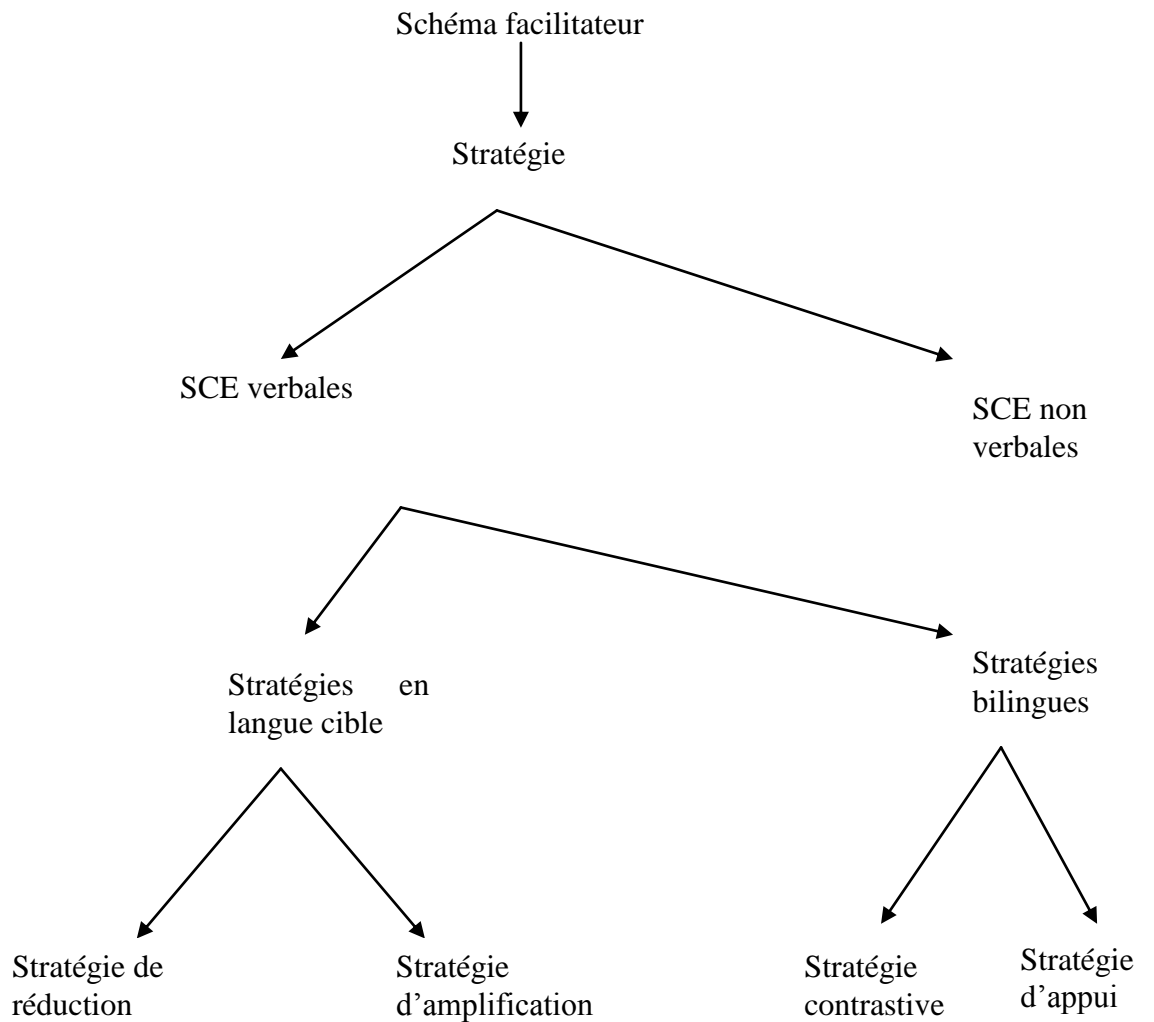 Schéma facilitateur
Stratégie
SCE verbales
SCE non
verbales
Stratégies en
langue cible
Stratégies
bilingues
Stratégie de
réduction
Stratégie
d’amplification
Stratégie
contrastive
Stratégie
d’appui